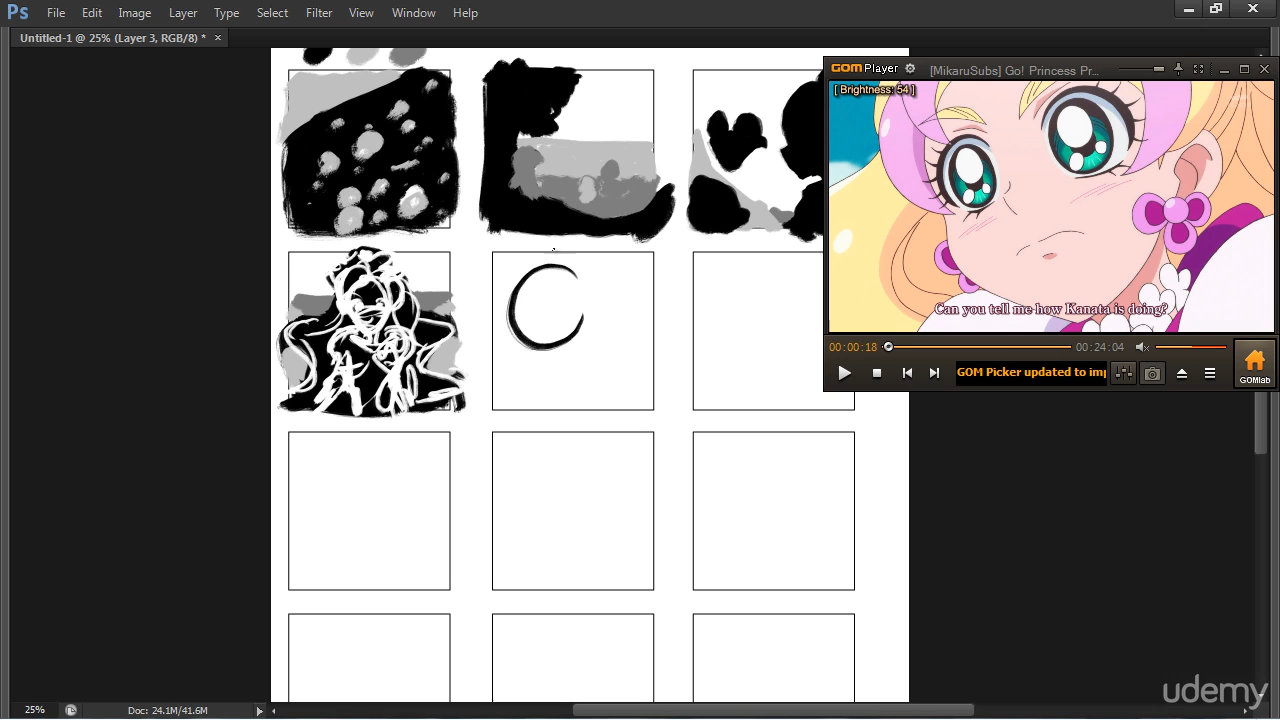 Ps File Edit Image Layer Type Select Filter View Window Help
Untitled-1 @ 25% (Layer 3, RGB/8) * ×
GOM Player [MikaruSubs] Go! Princess Pr...
[ Brightness: 54 ]
Can you tell me how Kanata is doing?
00:00:18 00:24:04
GOM Picker updated to imp
GOMlab
25% Doc: 24.1M/41.6M
udemy